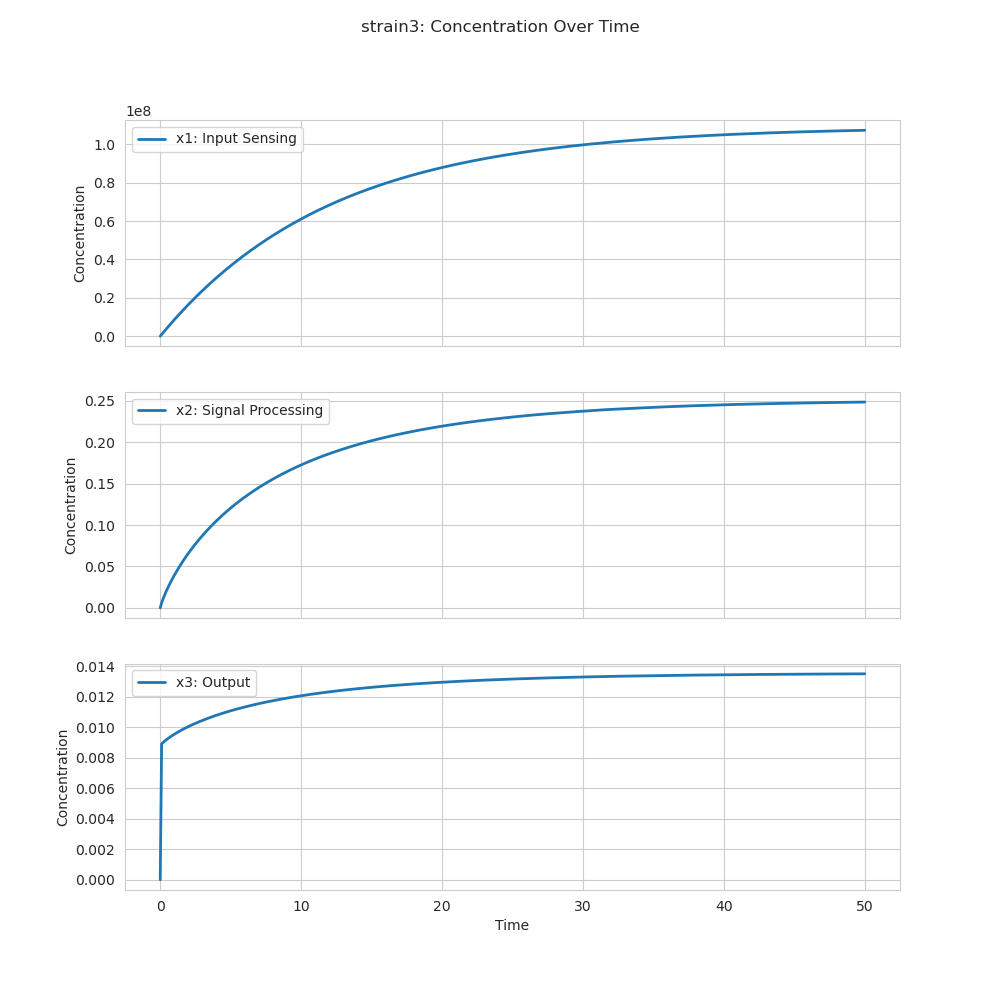 strain3: Concentration Over Time
1e8
x1: Input Sensing
1.0
0.8
0.6
0.4
0.2
0.0
Concentration
x2: Signal Processing
0.25
0.20
0.15
0.10
0.05
0.00
Concentration
x3: Output
0.014
0.012
0.010
0.008
0.006
0.004
0.002
0.000
Concentration
0 10 20 30 40 50
Time